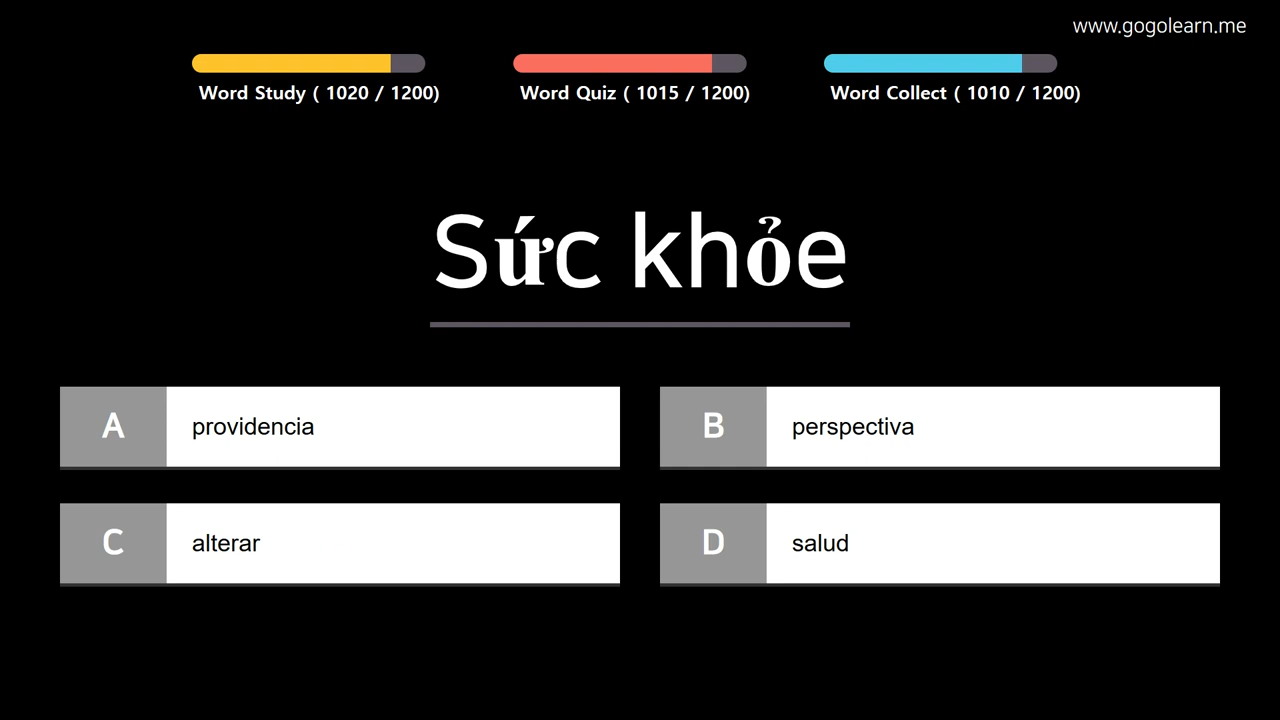 www.gogolearn.me
Word Study ( 1020 / 1200)
Word Quiz ( 1015 / 1200)
Word Collect ( 1010 / 1200)
Sức khỏe
A providencia
B perspectiva
C alterar
D salud